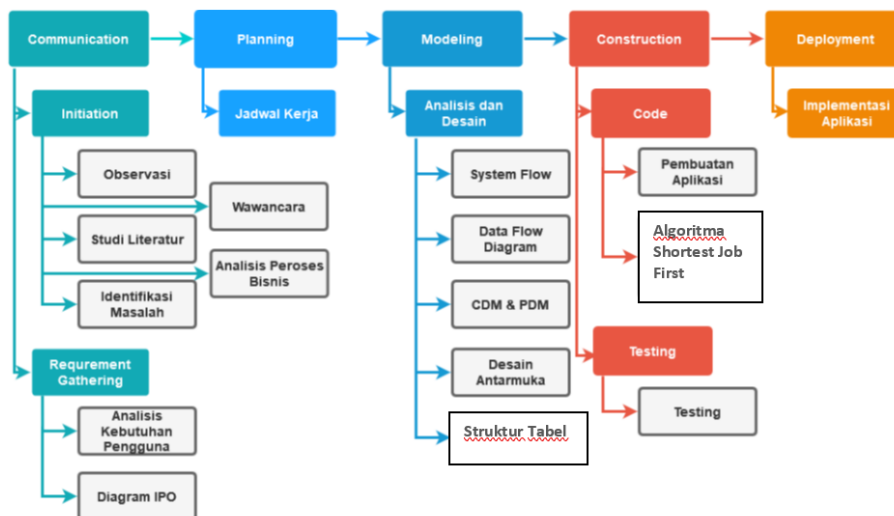 Communication
Planning
Modeling
Construction
Deployment
Initiation
Jadwal Kerja
Analisis dan
Desain
Code
Implementasi
Aplikasi
Observasi
Wawancara
Studi Literatur
Analisis Peroses
Bisnis
Identifikasi
Masalah
System Flow
Data Flow
Diagram
CDM & PDM
Desain
Antarmuka
Struktur Tabel
Pembuatan
Aplikasi
Algoritma
Shortest Job
First
Testing
Testing
Requrement
Gathering
Analisis
Kebutuhan
Pengguna
Diagram IPO